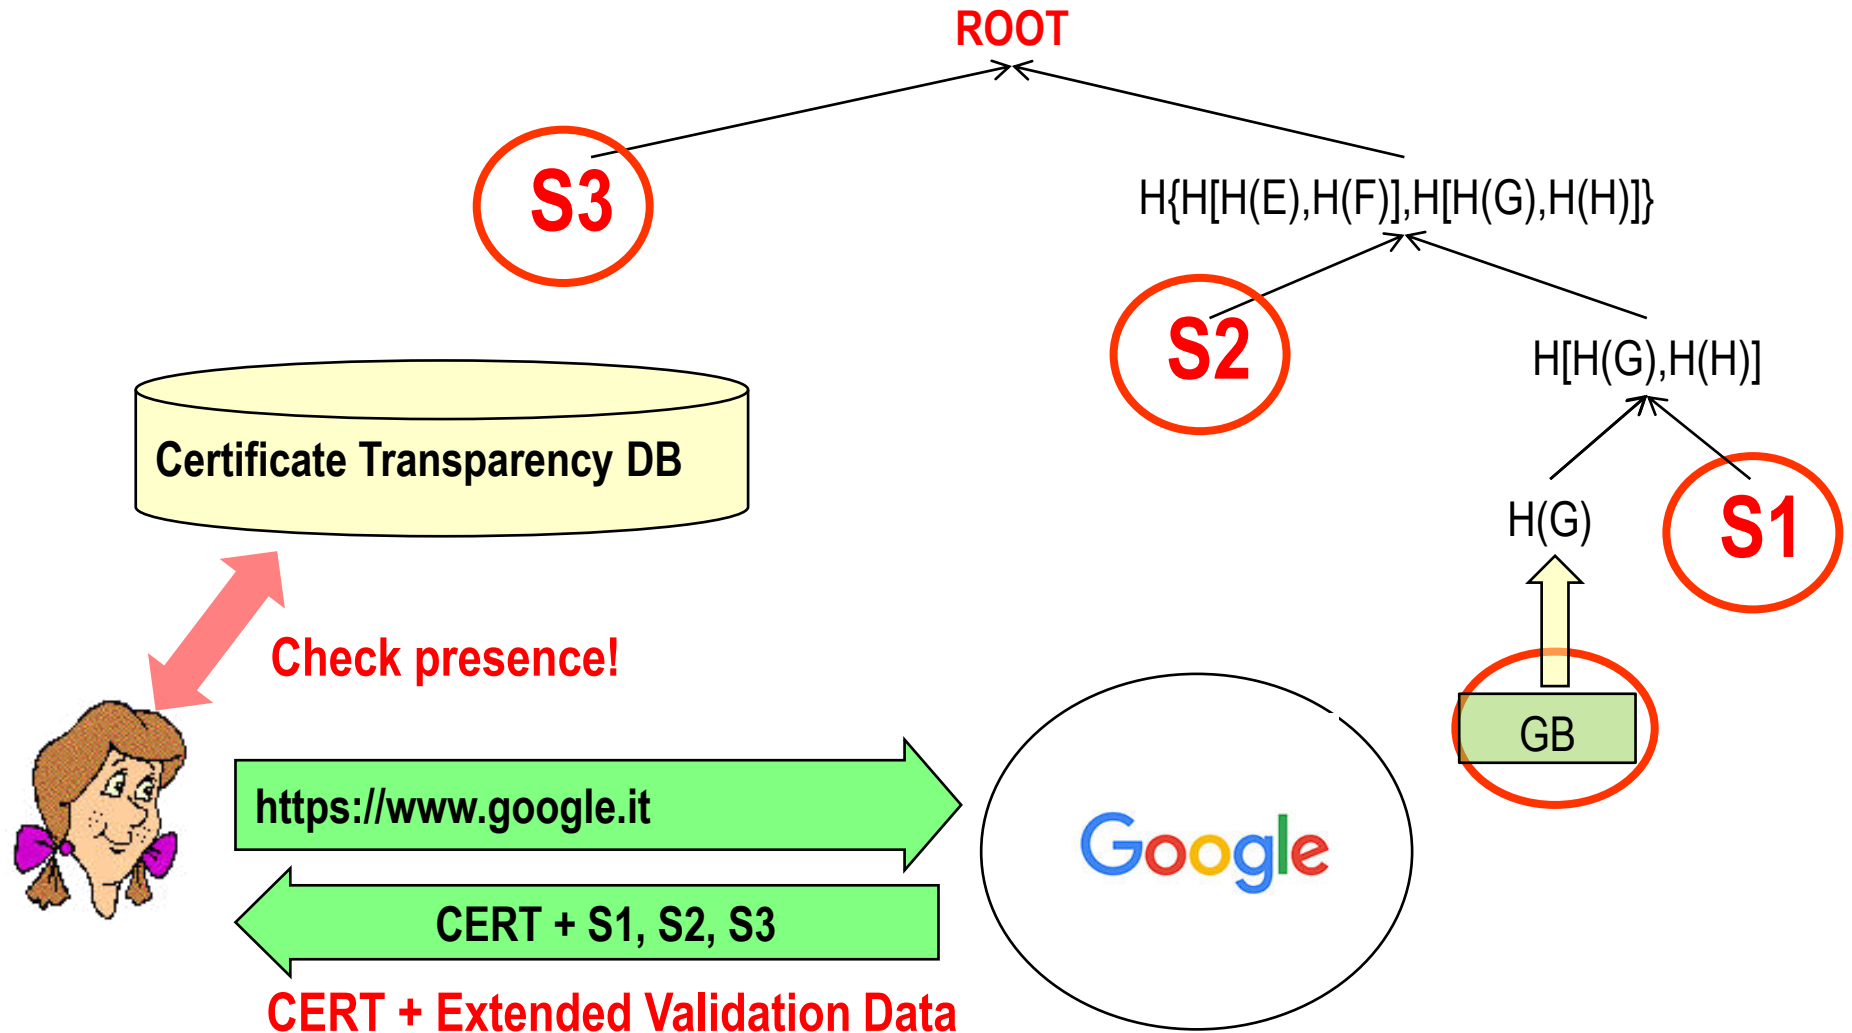 ROOT
S3
H{H[H(E),H(F)],H[H(G),H(H)]}
S2
H[H(G),H(H)]
Certificate Transparency DB
H(G)
S1
Check presence!
GB
https://www.google.it
Google
CERT + S1, S2, S3
CERT + Extended Validation Data